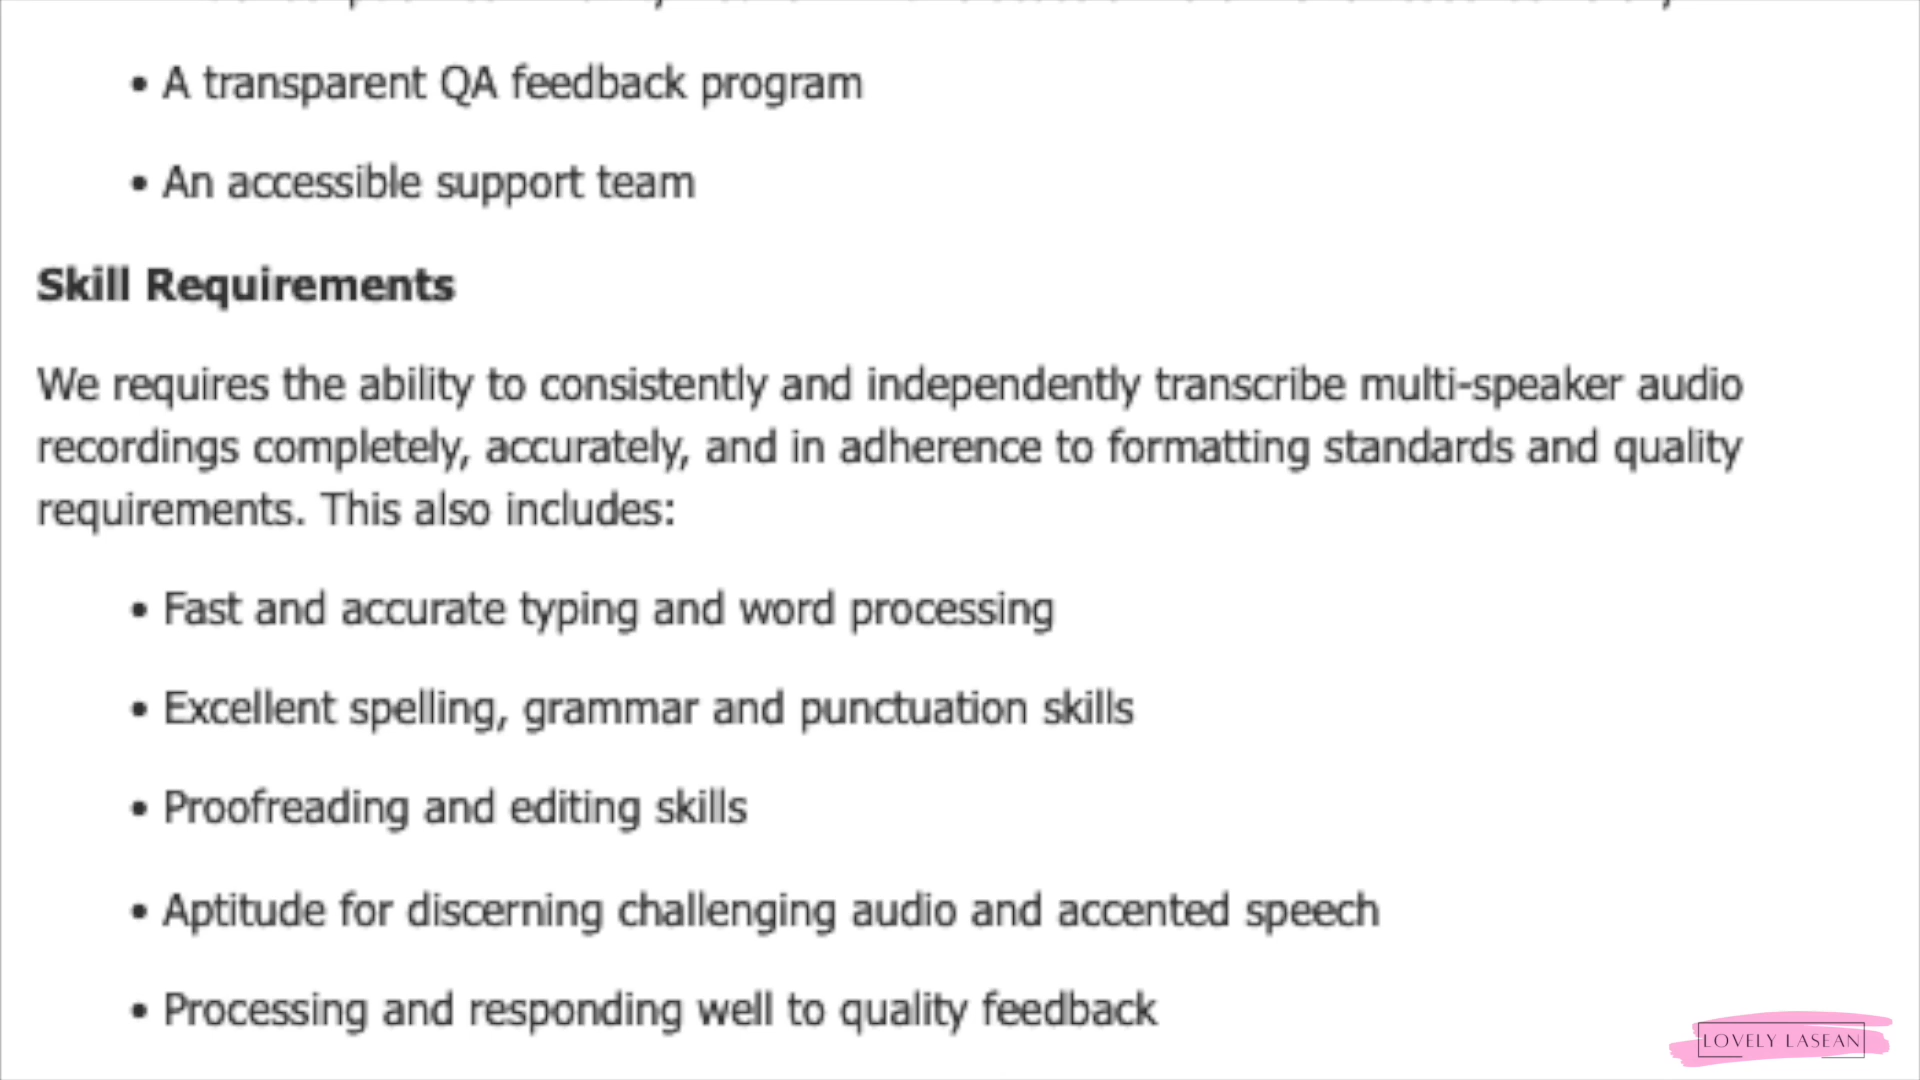 • A transparent QA feedback program
• An accessible support team
Skill Requirements
We requires the ability to consistently and independently transcribe multi-speaker audio
recordings completely, accurately, and in adherence to formatting standards and quality
requirements. This also includes:
• Fast and accurate typing and word processing
• Excellent spelling, grammar and punctuation skills
• Proofreading and editing skills
• Aptitude for discerning challenging audio and accented speech
• Processing and responding well to quality feedback
LOVELY LASEAN